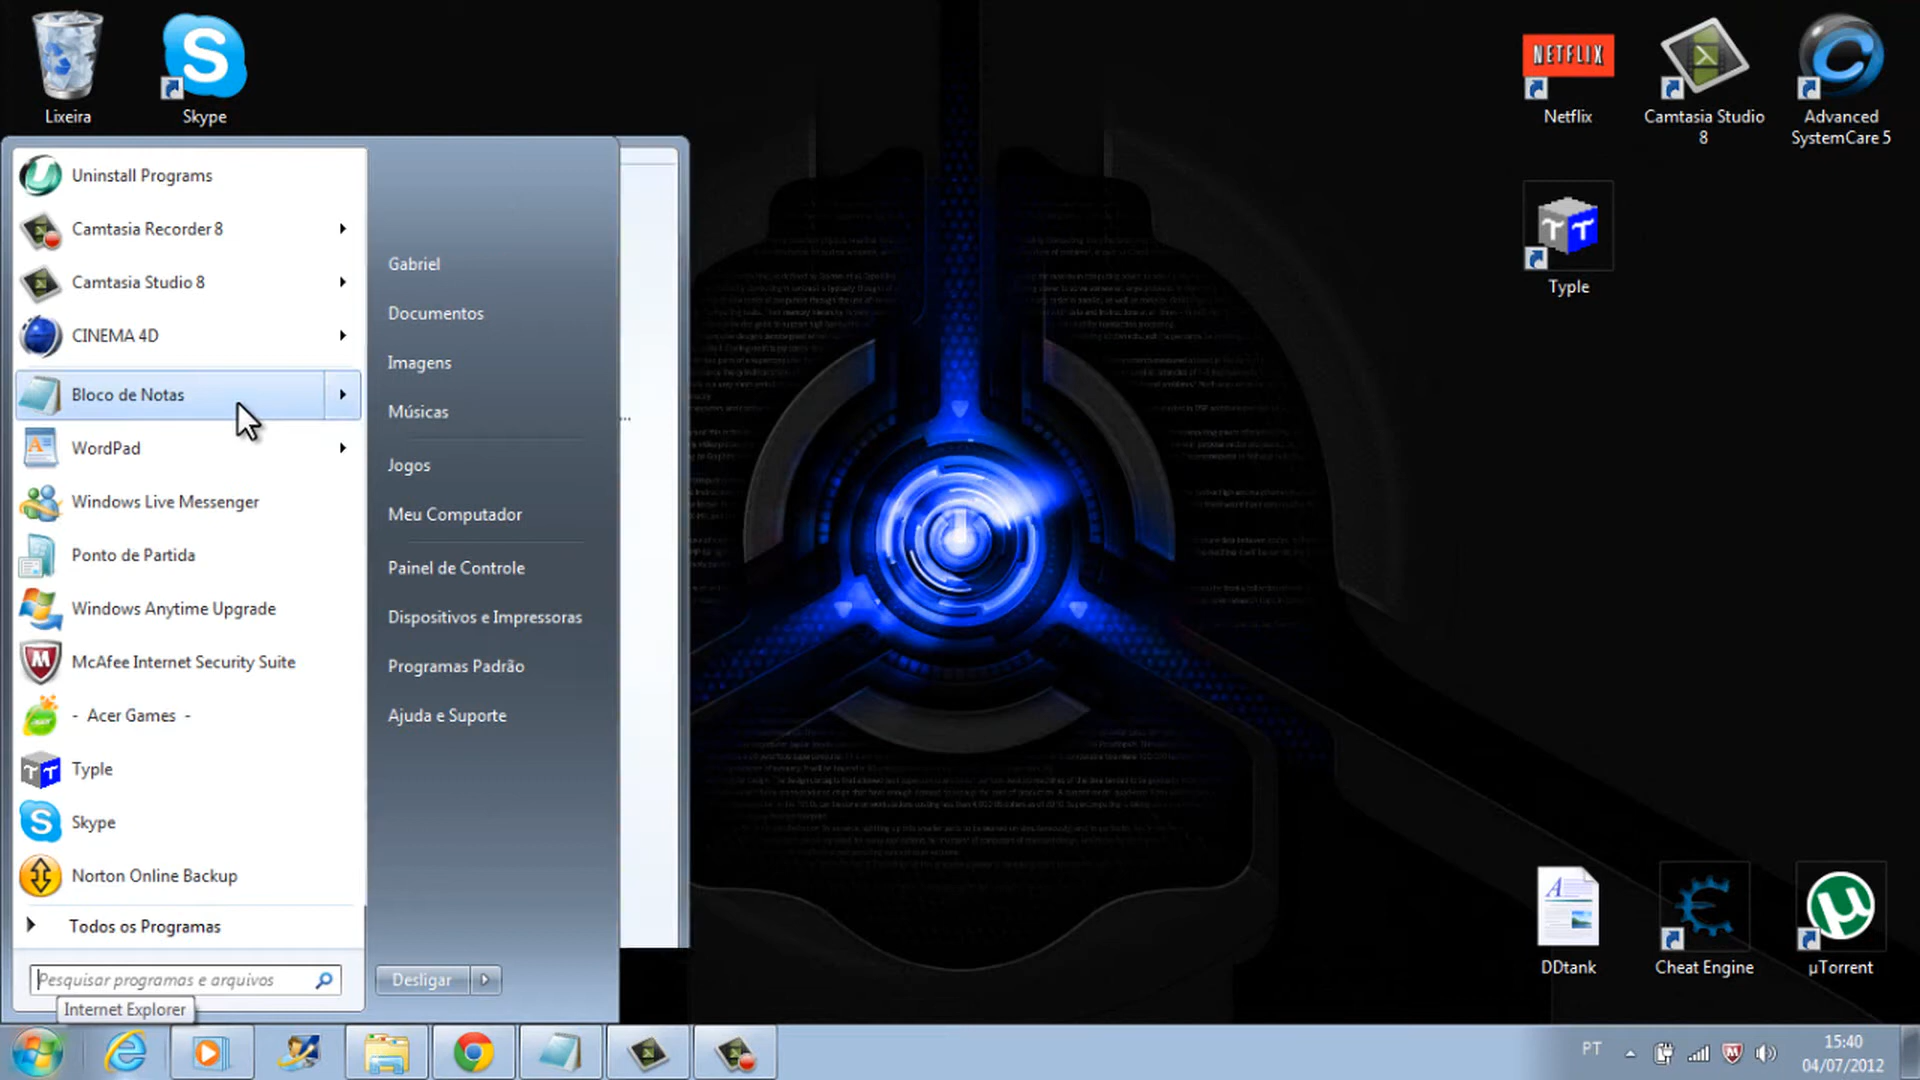 Lixeira
Skype
NETFLIX
Netflix
Camtasia Studio
8
Advanced
SystemCare 5
Typle
Uninstall Programs
Camtasia Recorder 8
Camtasia Studio 8
CINEMA 4D
Bloco de Notas
WordPad
Windows Live Messenger
Ponto de Partida
Windows Anytime Upgrade
McAfee Internet Security Suite
- Acer Games -
Typle
Skype
Norton Online Backup
Todos os Programas
Pesquisar programas e arquivos
Internet Explorer
Gabriel
Documentos
Imagens
Músicas
Jogos
Meu Computador
Painel de Controle
Dispositivos e Impressoras
Programas Padrão
Ajuda e Suporte
Desligar
...
DDtank
Cheat Engine
µTorrent
PT
15:40
04/07/2012